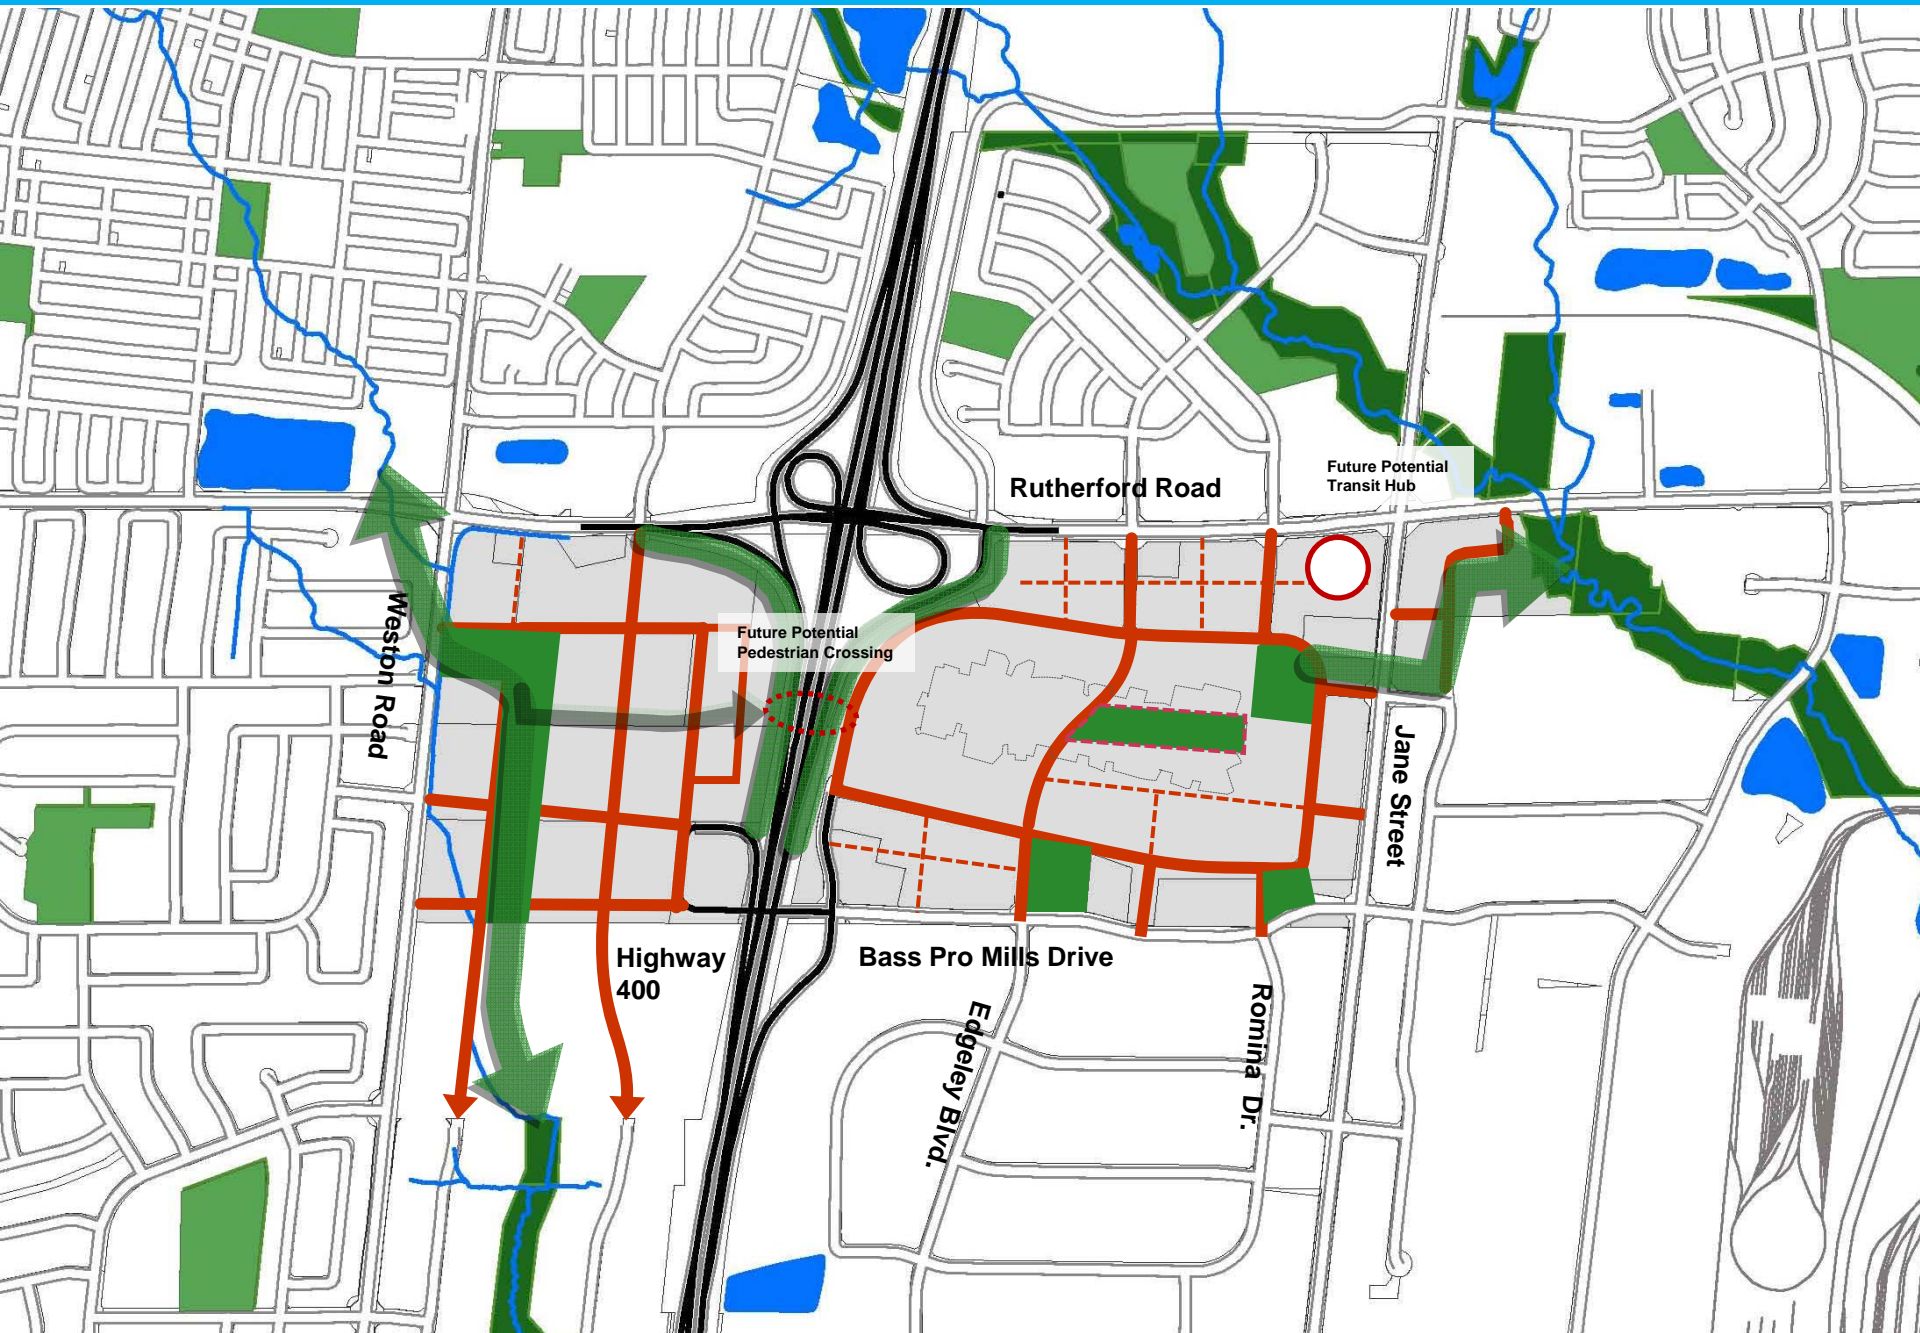 Rutherford Road
Future Potential
Transit Hub
Future Potential
Pedestrian Crossing
Weston Road
Jane Street
Highway
400
Bass Pro Mills Drive
Edgeley Blvd.
Romina Dr.